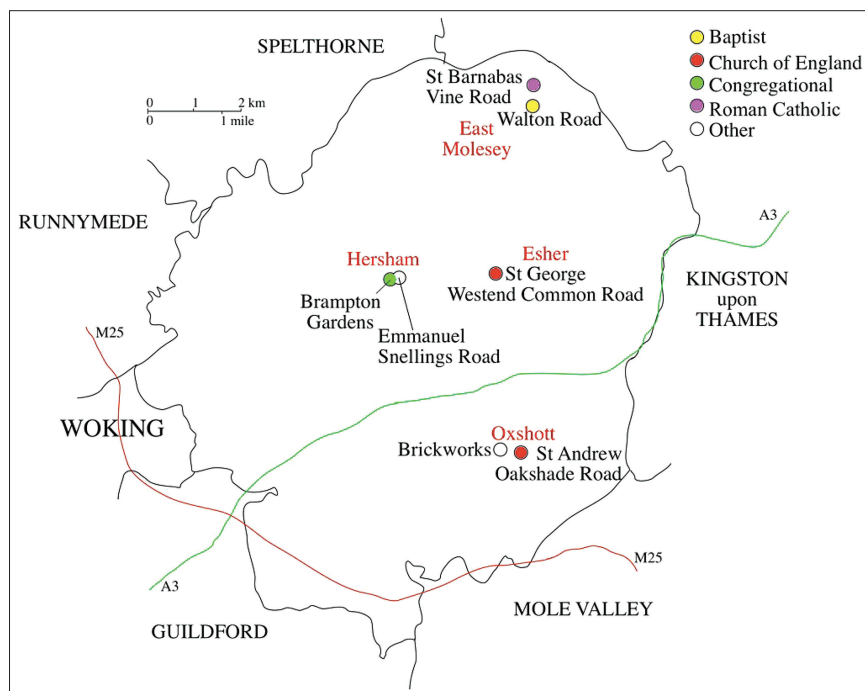 SPELTHORNE
Baptist
Church of England
Congregational
Roman Catholic
Other
0 1 2 km
0 1 mile
St Barnabas
Vine Road
Walton Road
East
Molesey
RUNNYMEDE
A3
Hersham
Brampton
Gardens
Emmanuel
Snellings Road
Esher
St George
Westend Common Road
KINGSTON
upon
THAMES
M25
WOKING
Oxshott
Brickworks
St Andrew
Oakshade Road
A3
M25
GUILDFORD
MOLE VALLEY